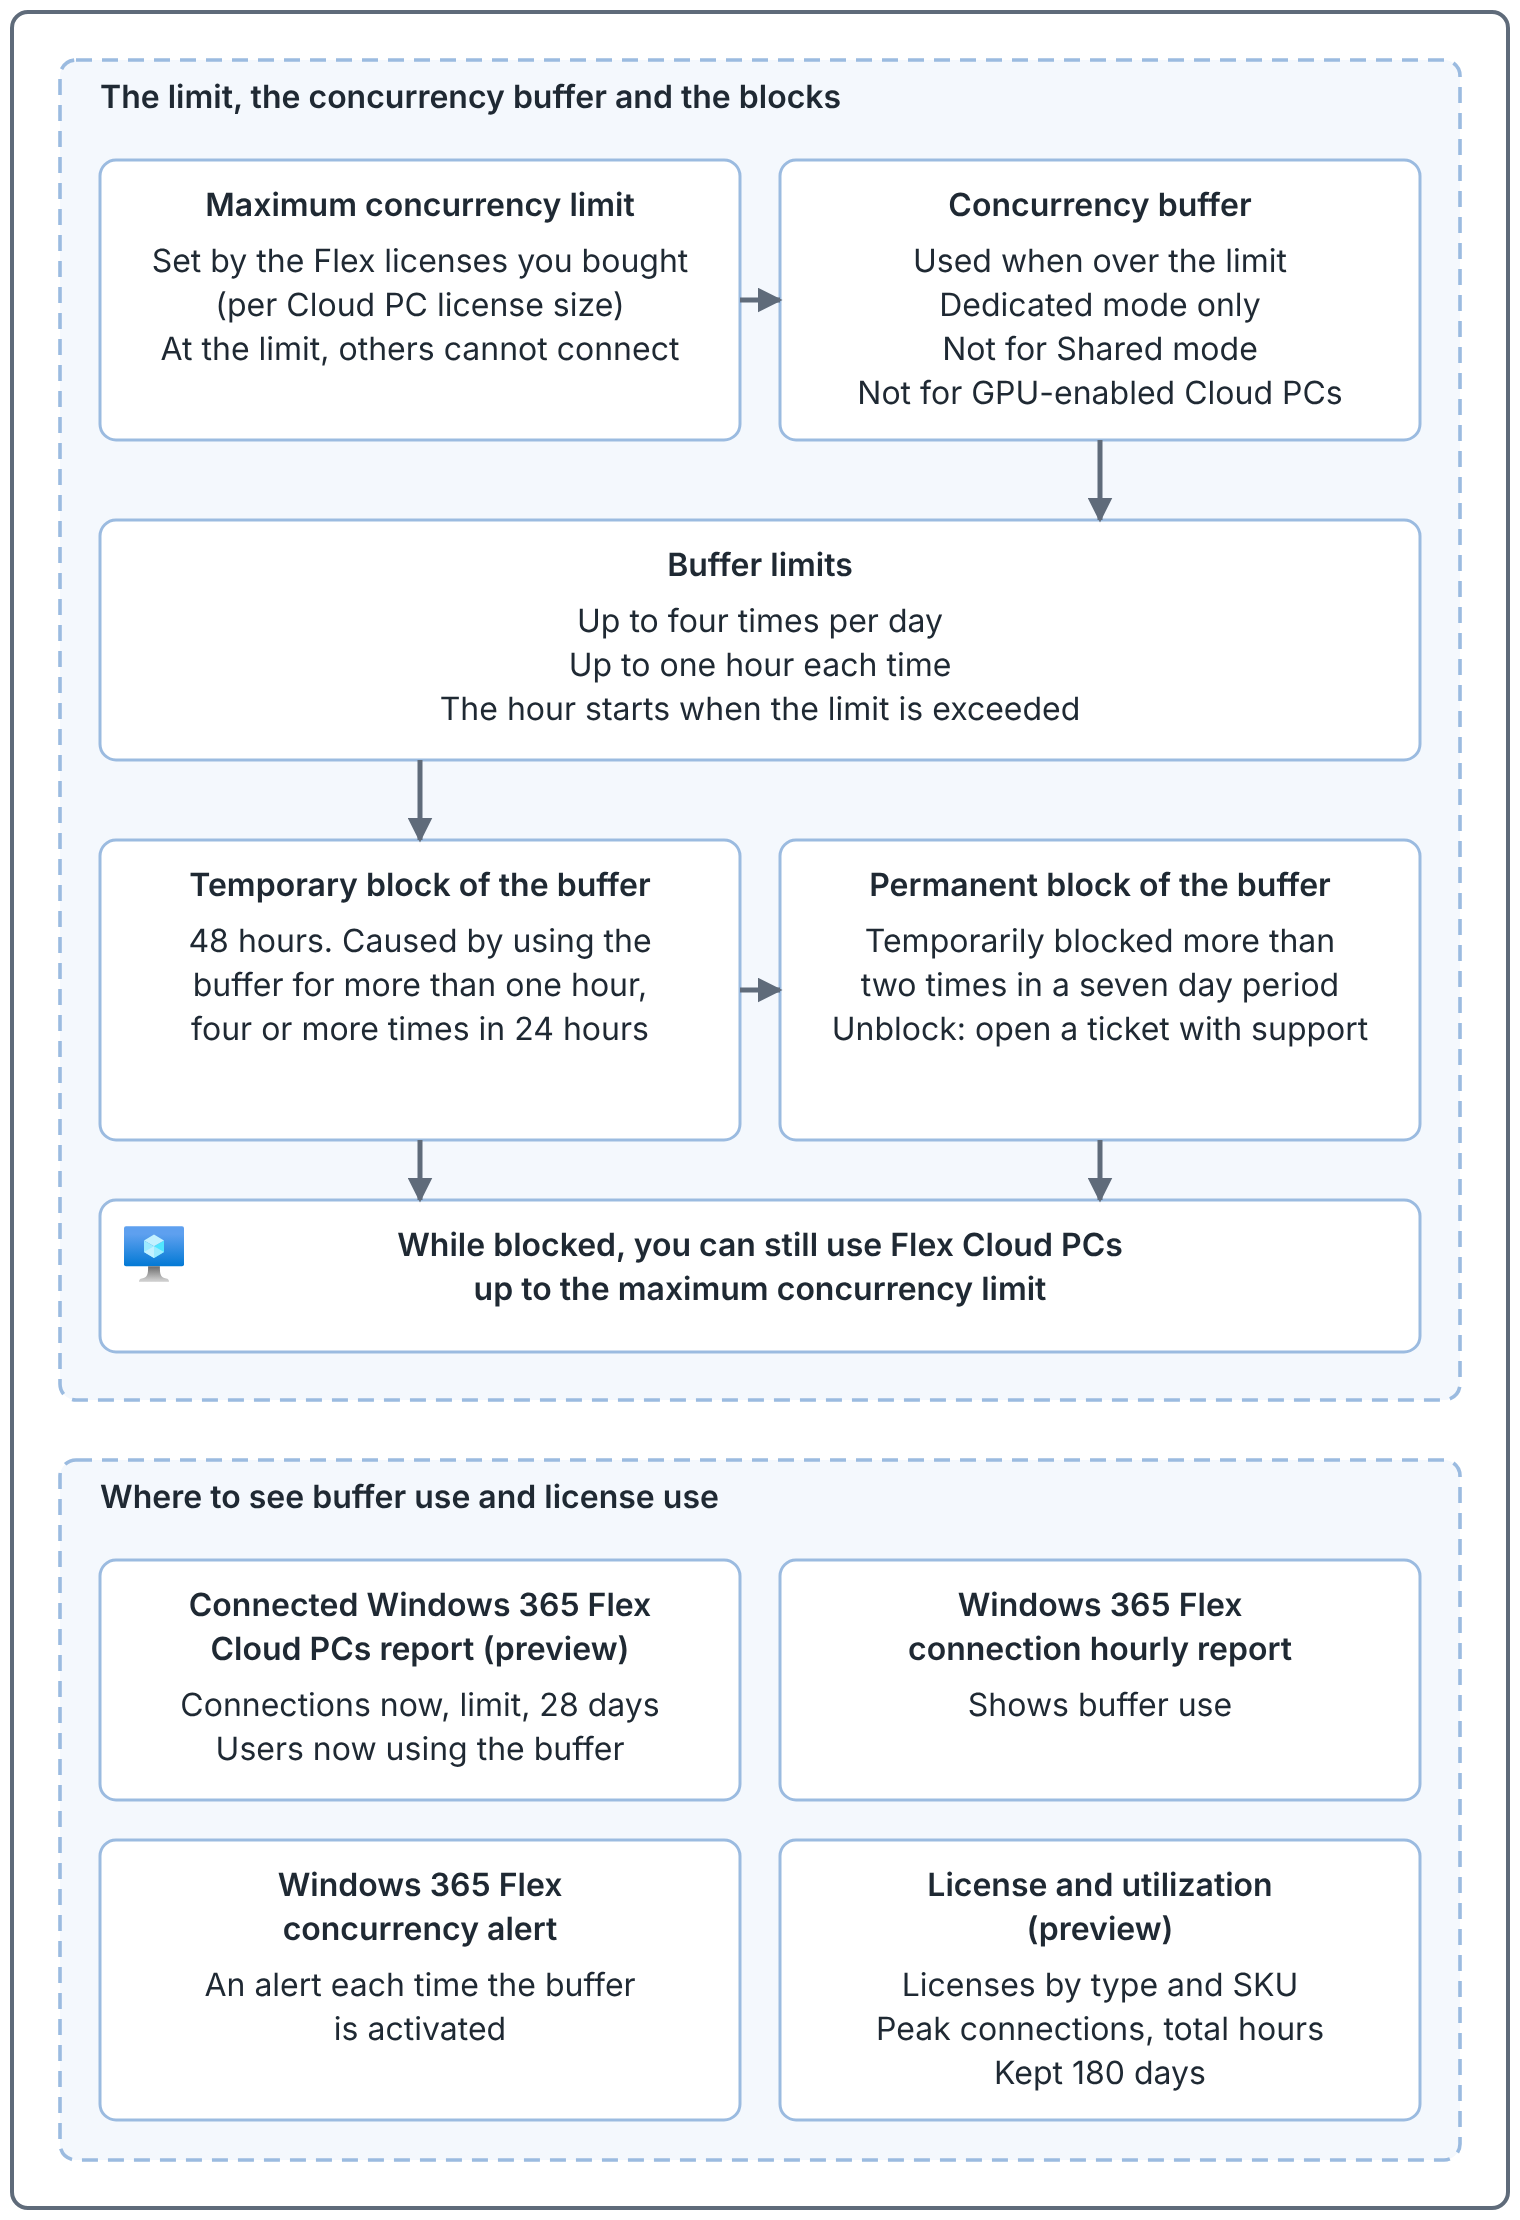 The limit, the concurrency buffer and the blocks
Maximum concurrency limit
Set by the Flex licenses you bought
(per Cloud PC license size)
At the limit, others cannot connect
Concurrency buffer
Used when over the limit
Dedicated mode only
Not for Shared mode
Not for GPU-enabled Cloud PCs
Buffer limits
Up to four times per day
Up to one hour each time
The hour starts when the limit is exceeded
Temporary block of the buffer
48 hours. Caused by using the
buffer for more than one hour,
four or more times in 24 hours
Permanent block of the buffer
Temporarily blocked more than
two times in a seven day period
Unblock: open a ticket with support
While blocked, you can still use Flex Cloud PCs
up to the maximum concurrency limit
Where to see buffer use and license use
Connected Windows 365 Flex
Cloud PCs report (preview)
Connections now, limit, 28 days
Users now using the buffer
Windows 365 Flex
connection hourly report
Shows buffer use
Windows 365 Flex
concurrency alert
An alert each time the buffer
is activated
License and utilization
(preview)
Licenses by type and SKU
Peak connections, total hours
Kept 180 days